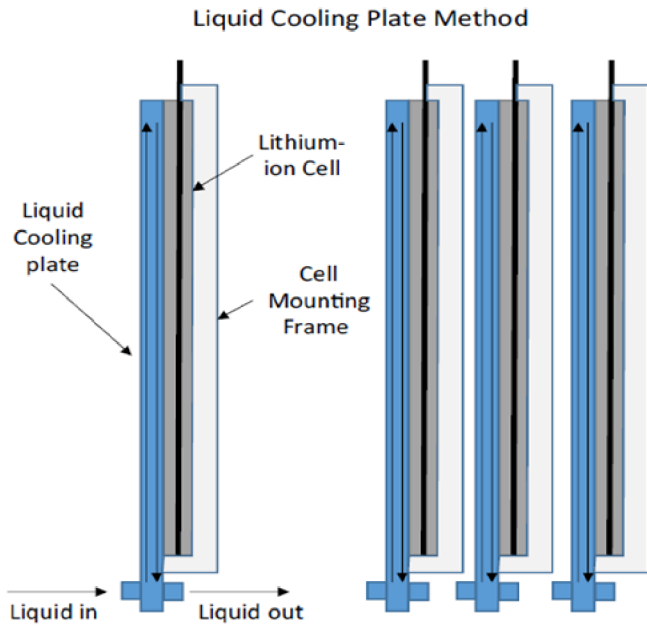 Liquid Cooling Plate Method
Lithium-
ion Cell
Liquid
Cooling
plate
Cell
Mounting
Frame
Liquid in
Liquid out